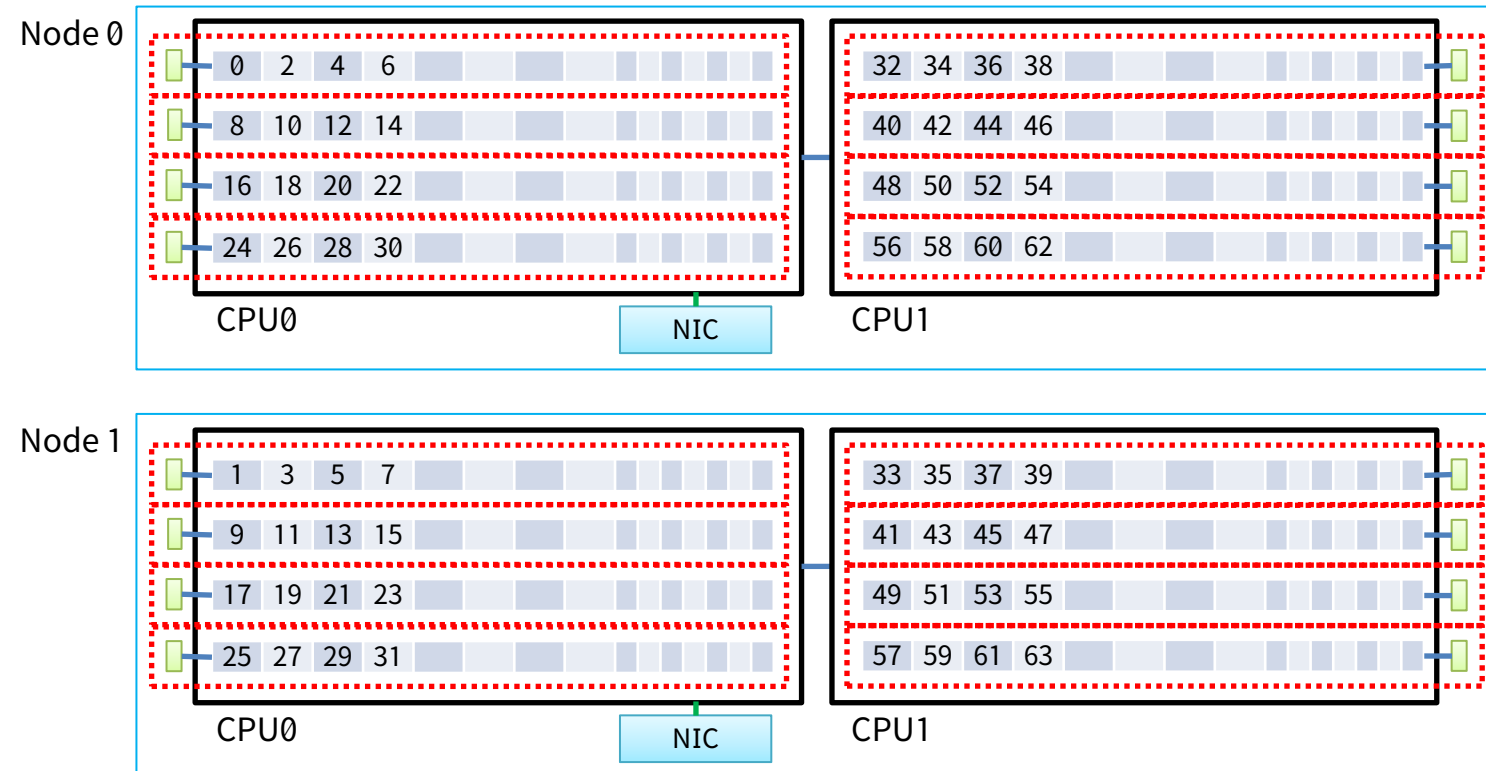 Node 0
0 2 4 6
32 34 36 38
8 10 12 14
40 42 44 46
16 18 20 22
48 50 52 54
24 26 28 30
56 58 60 62
CPU0
NIC
CPU1
Node 1
1 3 5 7
33 35 37 39
9 11 13 15
41 43 45 47
17 19 21 23
49 51 53 55
25 27 29 31
57 59 61 63
CPU0
NIC
CPU1